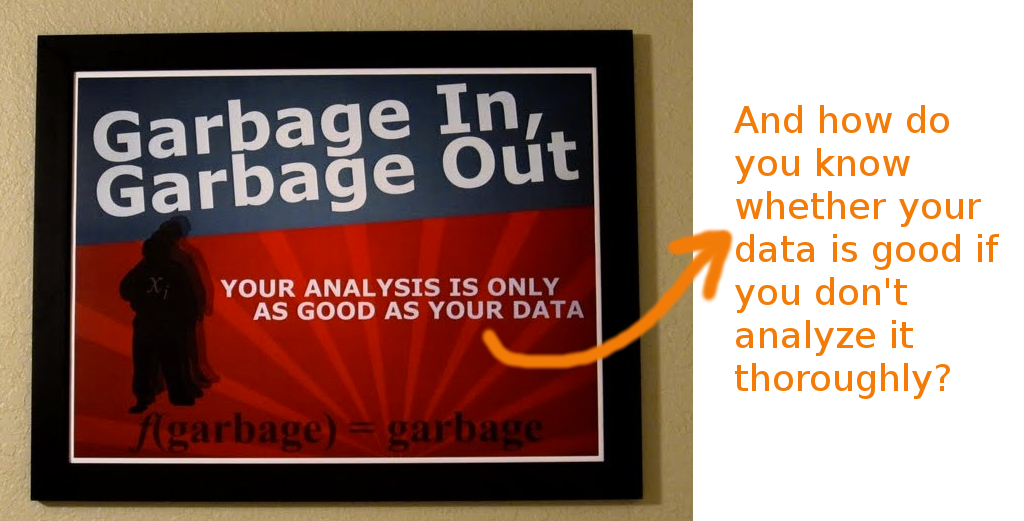 Garbage In,
Garbage Out
x_i
YOUR ANALYSIS IS ONLY
AS GOOD AS YOUR DATA
f(garbage) = garbage
And how do
you know
whether your
data is good if
you don't
analyze it
thoroughly?